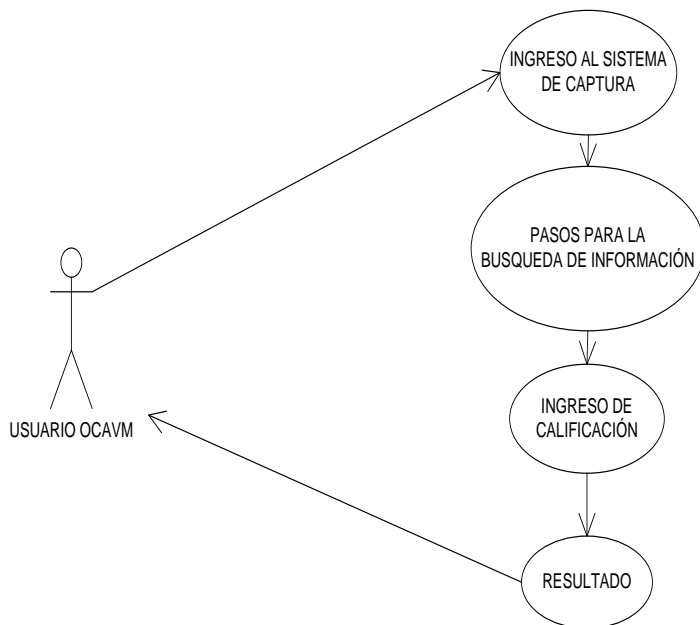 INGRESO AL SISTEMA
DE CAPTURA
PASOS PARA LA
BUSQUEDA DE INFORMACIÓN
USUARIO OCAVM
INGRESO DE
CALIFICACIÓN
RESULTADO